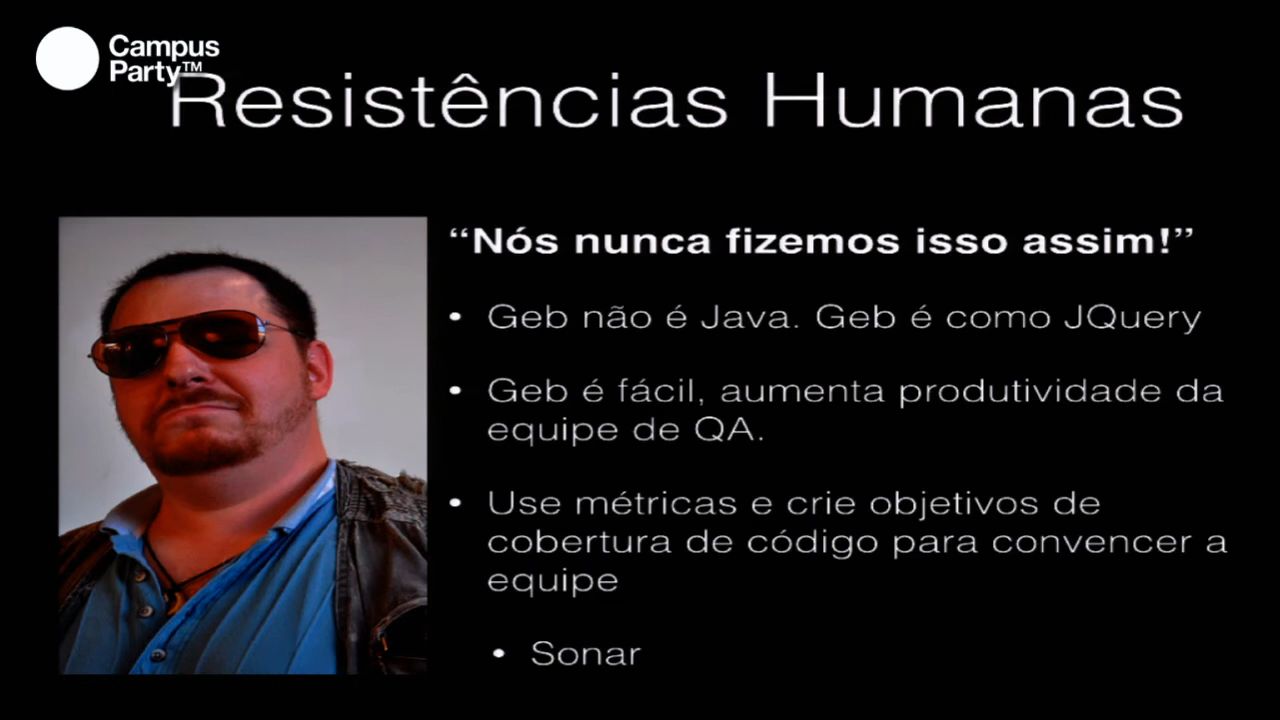 Campus
Party™
Resistências Humanas
“Nós nunca fizemos isso assim!”
• Geb não é Java. Geb é como JQuery
• Geb é fácil, aumenta produtividade da
equipe de QA.
• Use métricas e crie objetivos de
cobertura de código para convencer a
equipe
• Sonar